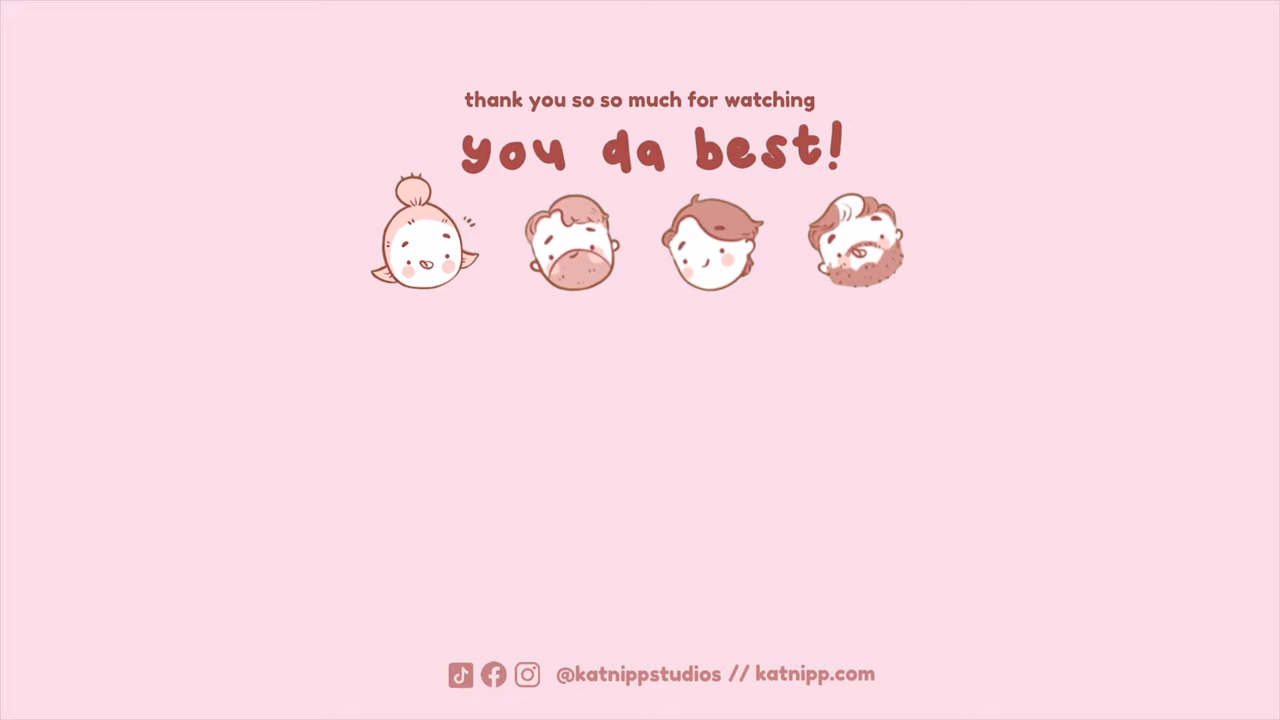 thank you so so much for watching
you da best!
@katnippstudios // katnipp.com